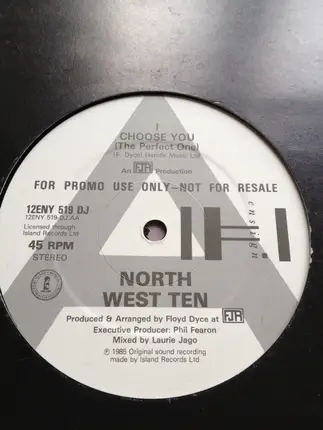 I
CHOOSE YOU
(The Perfect One)
(F. Dyce) Handle Music Ltd
An FJR Production
FOR PROMO USE ONLY–NOT FOR RESALE
12ENY 519 DJ
12ENY 519 DJ AA
Licensed through
Island Records Ltd
45 RPM
STEREO
ensign
NORTH
WEST TEN
Produced & Arranged by Floyd Dyce at FJR
Executive Producer: Phil Fearon
Mixed by Laurie Jago
℗ 1985 Original sound recording
made by Island Records Ltd